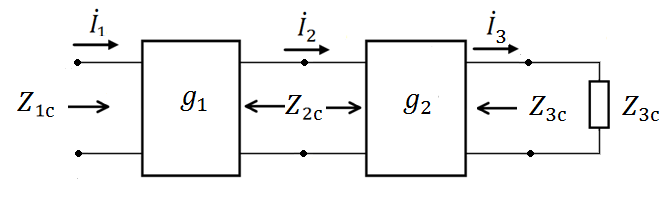 İ₁ İ₂ İ₃
Z₁c g₁ Z₂c g₂ Z₃c Z₃c